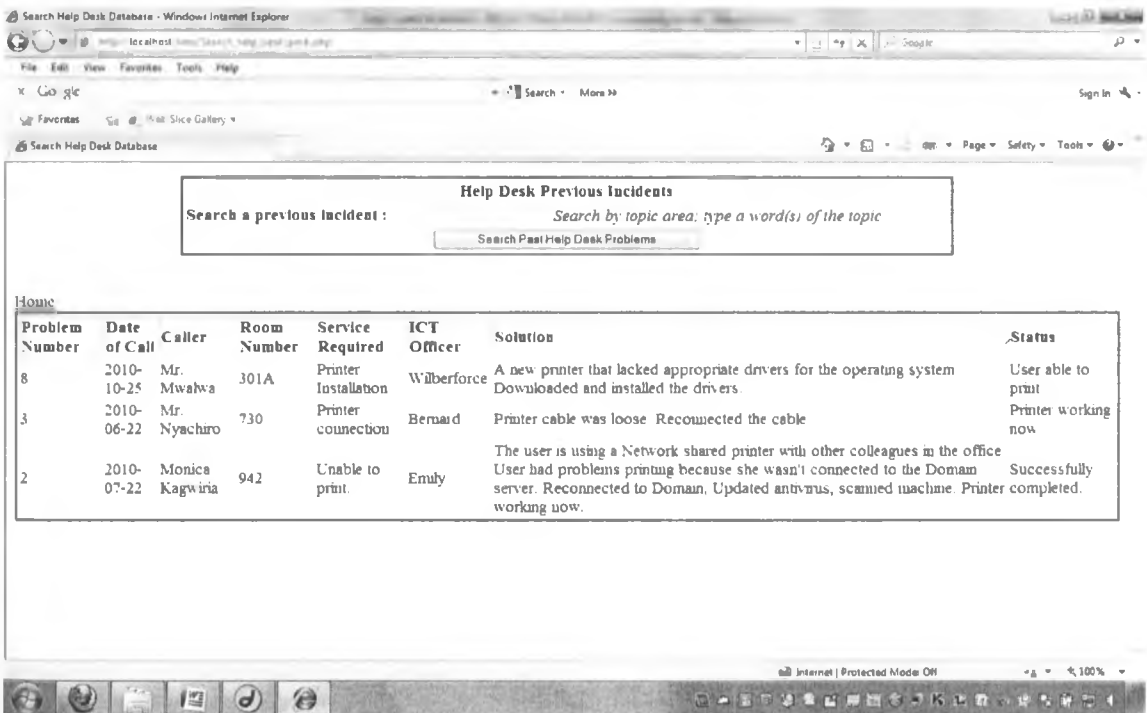 Search Help Desk Database - Windows Internet Explorer
localhost
Google
File Edit View Favorites Tools Help
x Google Search More >> Sign In
Favorites Web Slice Gallery
Search Help Desk Database Page Safety Tools
Help Desk Previous Incidents
Search a previous incident : Search by topic area; type a word(s) of the topic
Search Past Help Desk Problems
Home
Problem Number Date of Call Caller Room Number Service Required ICT Officer Solution Status
8 2010-10-25 Mr. Mwalwa 301A Printer Installation Wilberforce A new printer that lacked appropriate drivers for the operating system Downloaded and installed the drivers. User able to print
3 2010-06-22 Mr. Nyachiro 730 Printer connection Bernard Printer cable was loose Reconnected the cable Printer working now
2 2010-07-22 Monica Kagwiria 942 Unable to print. Emily The user is using a Network shared printer with other colleagues in the office User had problems printing because she wasn't connected to the Domain server. Reconnected to Domain, Updated antivirus, scanned machine. Printer working now. Successfully completed.
Internet | Protected Mode: Off 100%